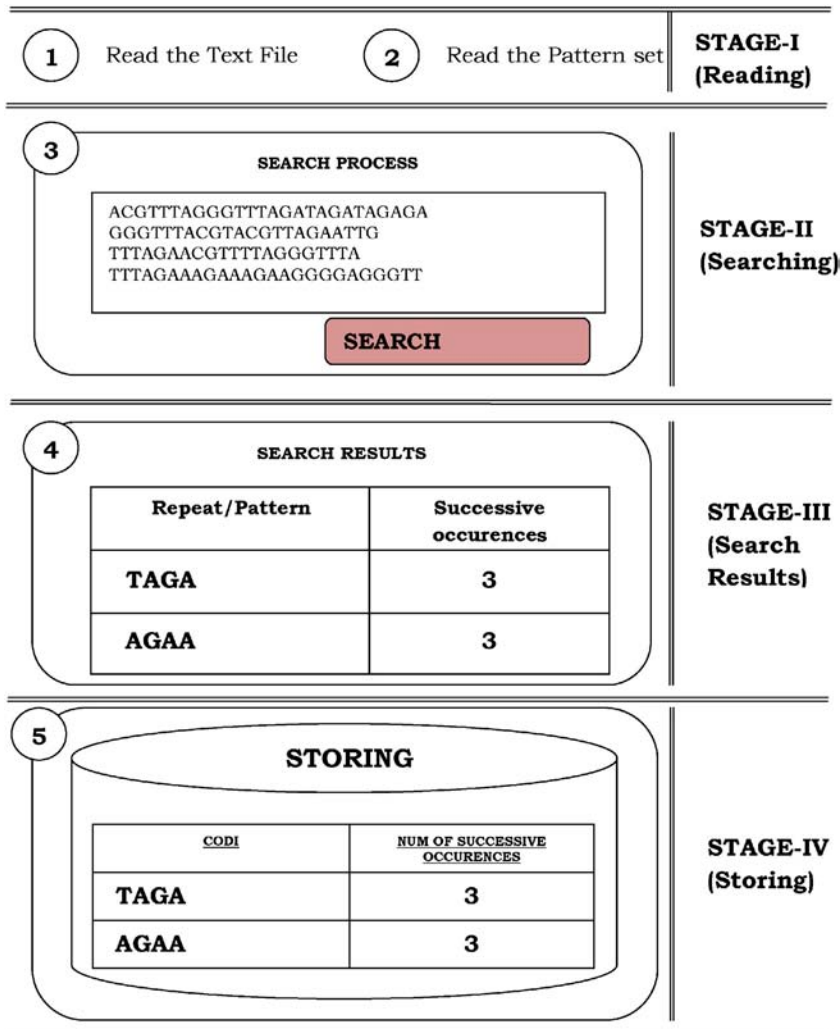 1 Read the Text File 2 Read the Pattern set
STAGE-I
(Reading)
3
SEARCH PROCESS
ACGTTTAGGGTTTAGATAGATAGAGA
GGGTTTACGTACGTTAGAATTG
TTTAGAACGTTTTAGGGTTTA
TTTAGAAAGAAAGAAGGGGAGGGTT
SEARCH
STAGE-II
(Searching)
4
SEARCH RESULTS
Repeat/Pattern Successive
occurences
TAGA 3
AGAA 3
STAGE-III
(Search
Results)
5
STORING
CODI NUM OF SUCCESSIVE
OCCURENCES
TAGA 3
AGAA 3
STAGE-IV
(Storing)